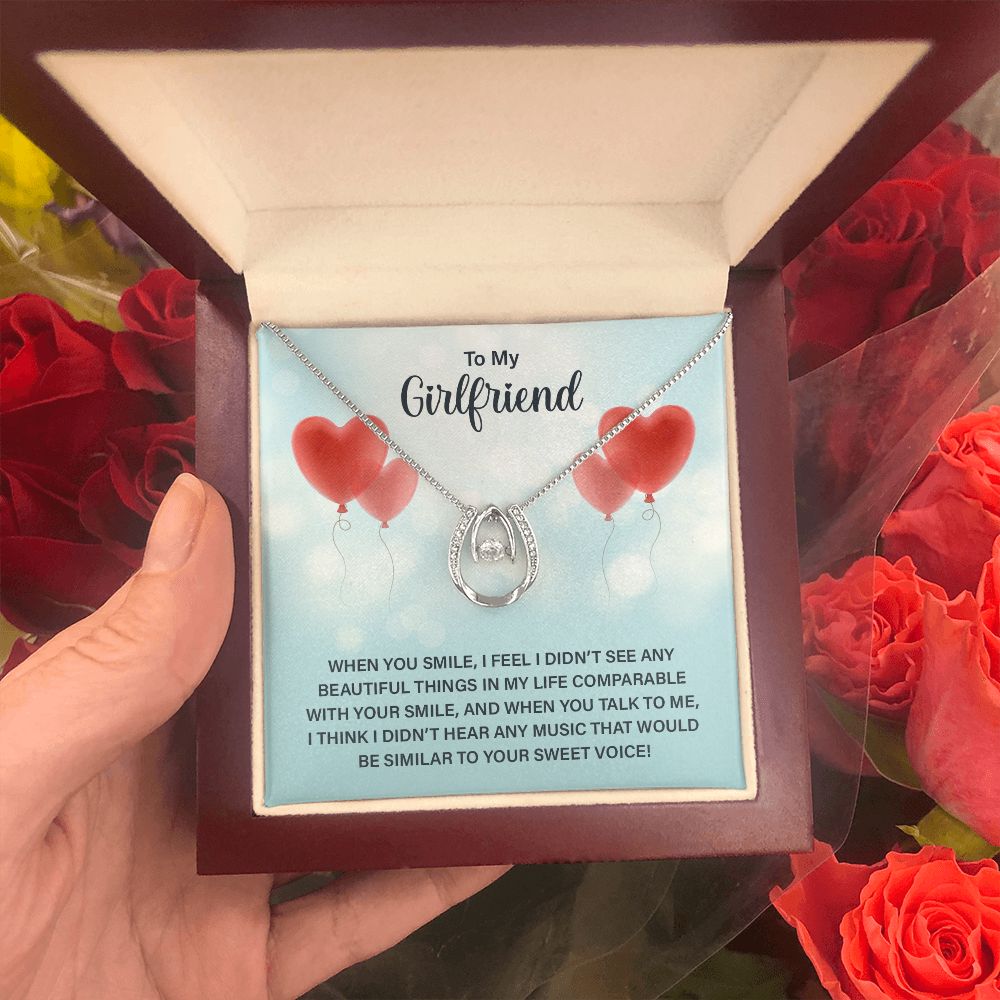 To My
Girlfriend
WHEN YOU SMILE, I FEEL I DIDN’T SEE ANY
BEAUTIFUL THINGS IN MY LIFE COMPARABLE
WITH YOUR SMILE, AND WHEN YOU TALK TO ME,
I THINK I DIDN’T HEAR ANY MUSIC THAT WOULD
BE SIMILAR TO YOUR SWEET VOICE!